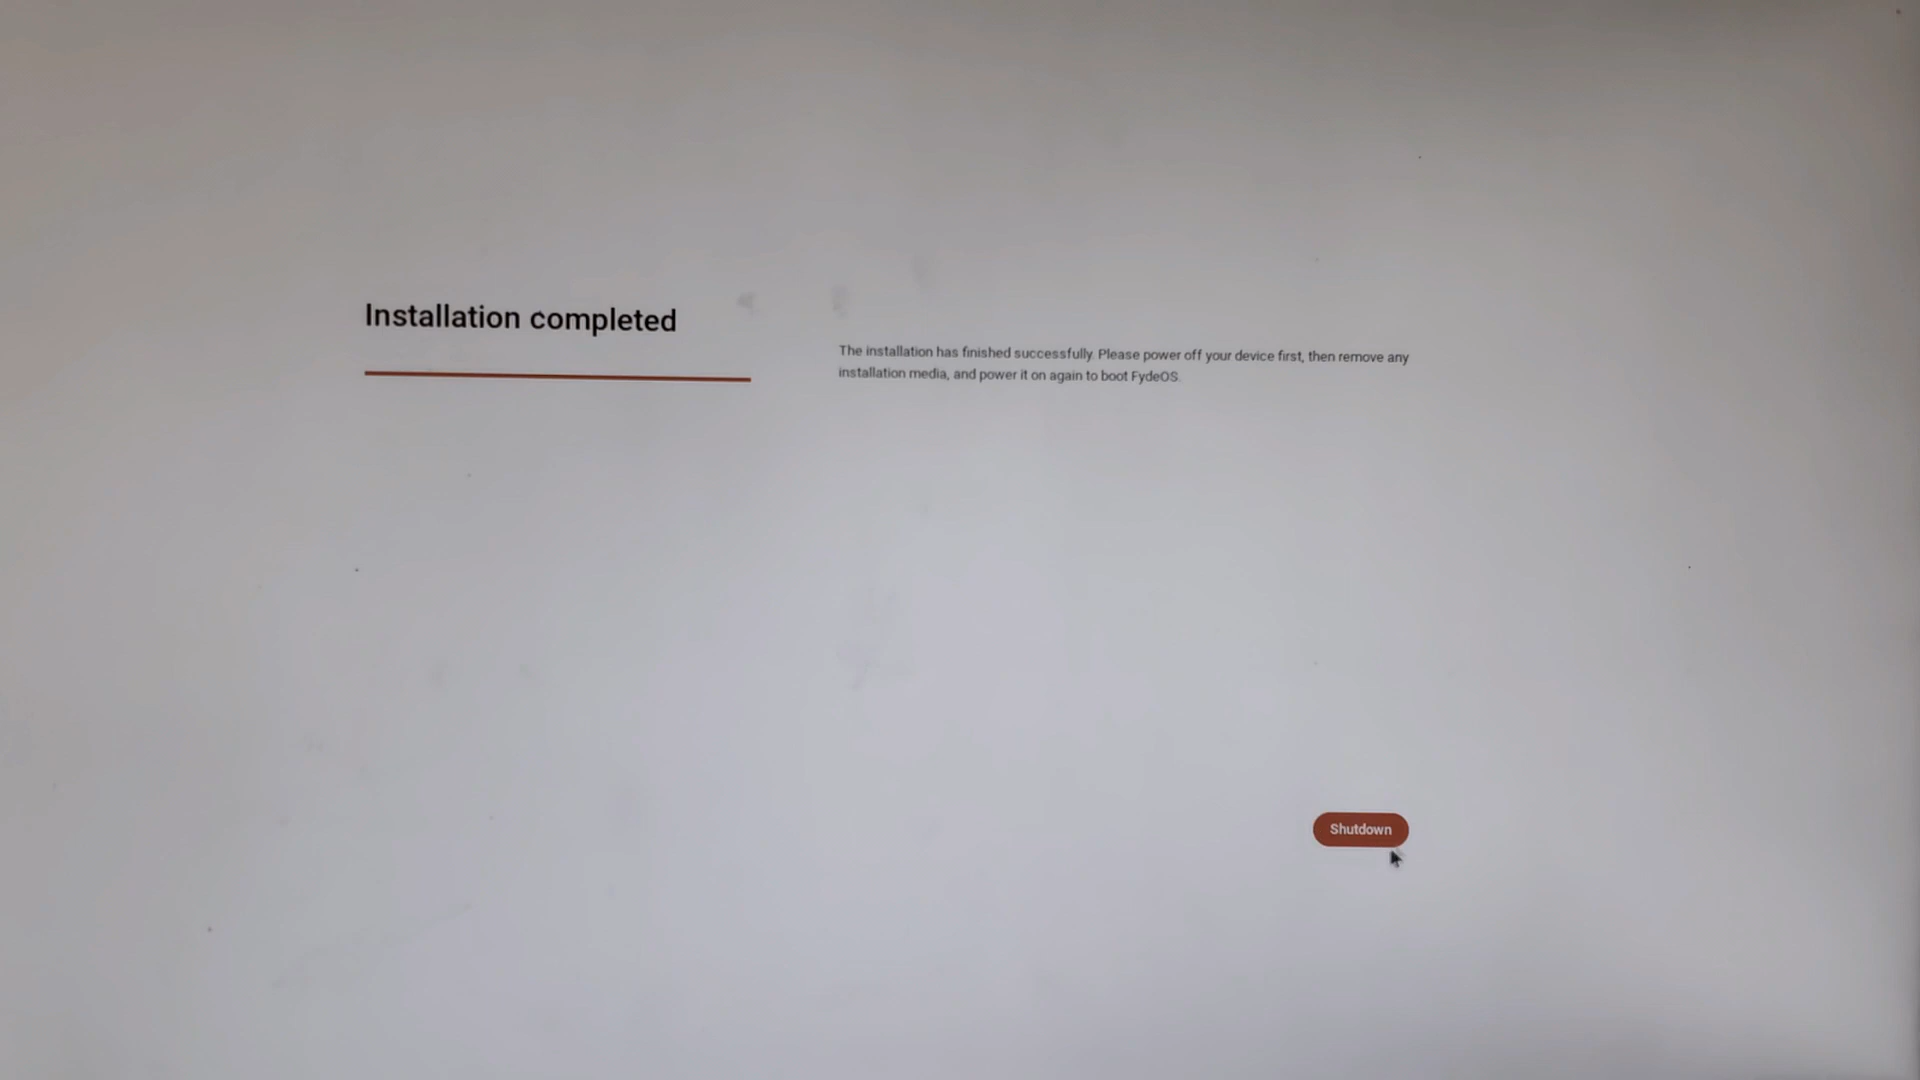 Installation completed
The installation has finished successfully. Please power off your device first, then remove any
installation media, and power it on again to boot FydeOS.
Shutdown